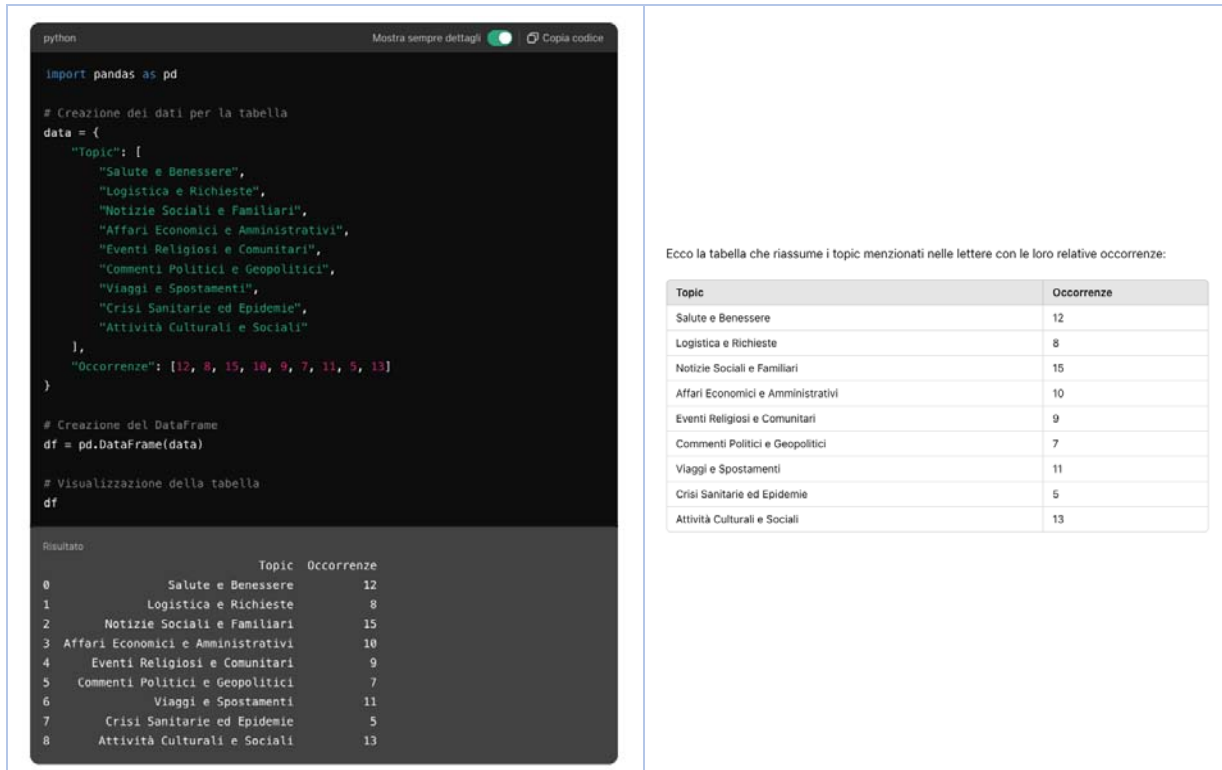 python
Mostra sempre dettagli
Copia codice
import pandas as pd
# Creazione dei dati per la tabella
data = {
"Topic": [
"Salute e Benessere",
"Logistica e Richieste",
"Notizie Sociali e Familiari",
"Affari Economici e Amministrativi",
"Eventi Religiosi e Comunitari",
"Commenti Politici e Geopolitici",
"Viaggi e Spostamenti",
"Crisi Sanitarie ed Epidemie",
"Attività Culturali e Sociali"
],
"Occorrenze": [12, 8, 15, 10, 9, 7, 11, 5, 13]
}
# Creazione del DataFrame
df = pd.DataFrame(data)
# Visualizzazione della tabella
df
Risultato
Topic Occorrenze
0 Salute e Benessere 12
1 Logistica e Richieste 8
2 Notizie Sociali e Familiari 15
3 Affari Economici e Amministrativi 10
4 Eventi Religiosi e Comunitari 9
5 Commenti Politici e Geopolitici 7
6 Viaggi e Spostamenti 11
7 Crisi Sanitarie ed Epidemie 5
8 Attività Culturali e Sociali 13
Ecco la tabella che riassume i topic menzionati nelle lettere con le loro relative occorrenze:
Topic Occorrenze
Salute e Benessere 12
Logistica e Richieste 8
Notizie Sociali e Familiari 15
Affari Economici e Amministrativi 10
Eventi Religiosi e Comunitari 9
Commenti Politici e Geopolitici 7
Viaggi e Spostamenti 11
Crisi Sanitarie ed Epidemie 5
Attività Culturali e Sociali 13